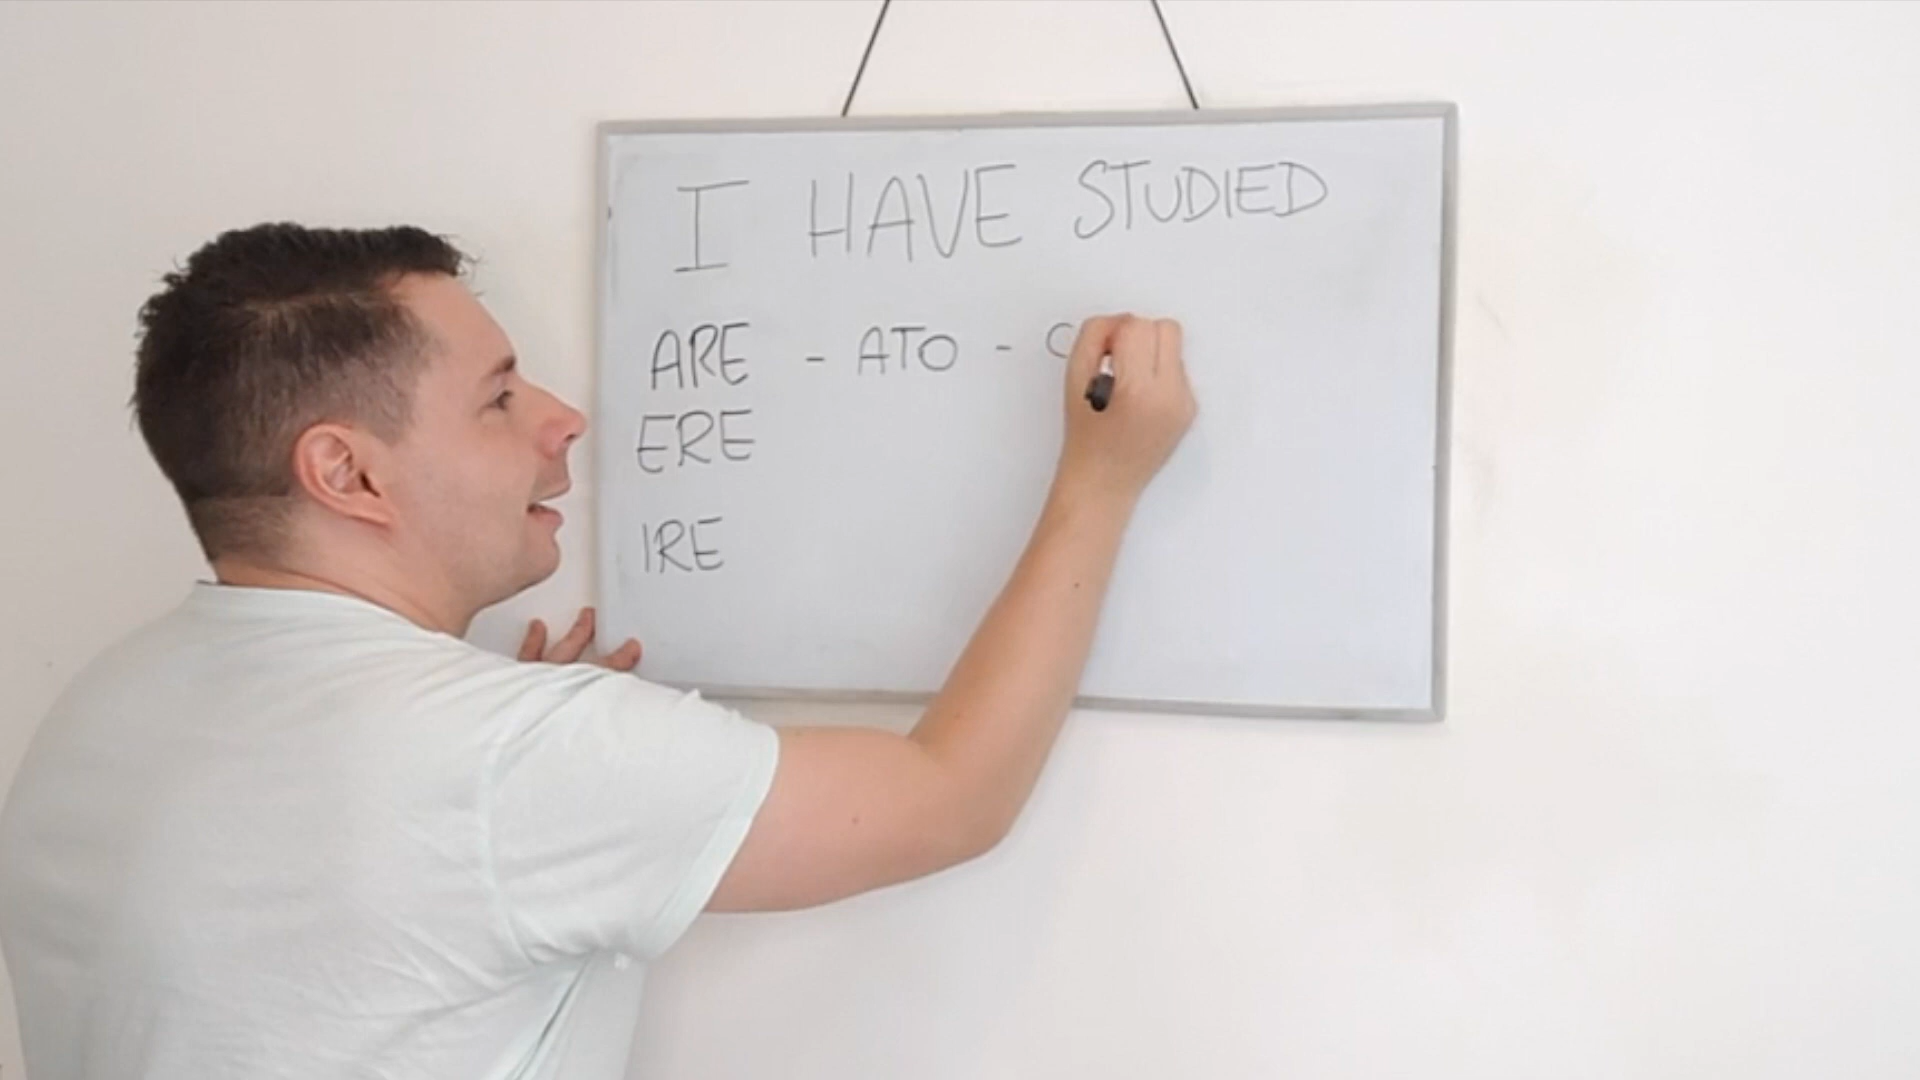 I HAVE STUDIED
ARE - ATO -
ERE
IRE